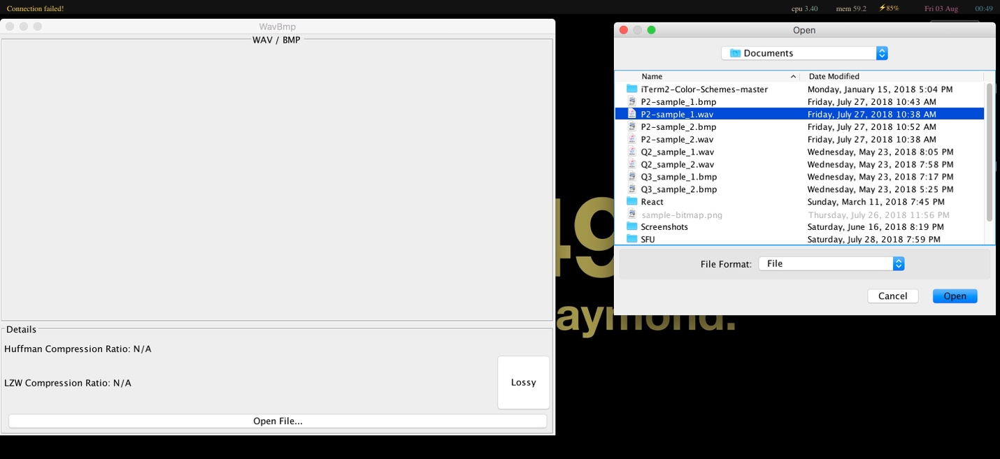 Connection failed!
cpu 3.40 mem 59.2 ⚡85% Fri 03 Aug 00:49
WavBmp
WAV / BMP
Details
Huffman Compression Ratio: N/A
LZW Compression Ratio: N/A
Lossy
Open File...
Open
Documents
Name Date Modified
iTerm2-Color-Schemes-master Monday, January 15, 2018 5:04 PM
P2-sample_1.bmp Friday, July 27, 2018 10:43 AM
P2-sample_1.wav Friday, July 27, 2018 10:38 AM
P2-sample_2.bmp Friday, July 27, 2018 10:52 AM
P2-sample_2.wav Friday, July 27, 2018 10:38 AM
Q2_sample_1.wav Wednesday, May 23, 2018 8:05 PM
Q2_sample_2.wav Wednesday, May 23, 2018 7:58 PM
Q3_sample_1.bmp Wednesday, May 23, 2018 7:17 PM
Q3_sample_2.bmp Wednesday, May 23, 2018 5:25 PM
React Sunday, March 11, 2018 7:45 PM
sample-bitmap.png Thursday, July 26, 2018 11:56 PM
Screenshots Saturday, June 16, 2018 8:19 PM
SFU Saturday, July 28, 2018 7:59 PM
File Format: File
Cancel Open
49
aymond.